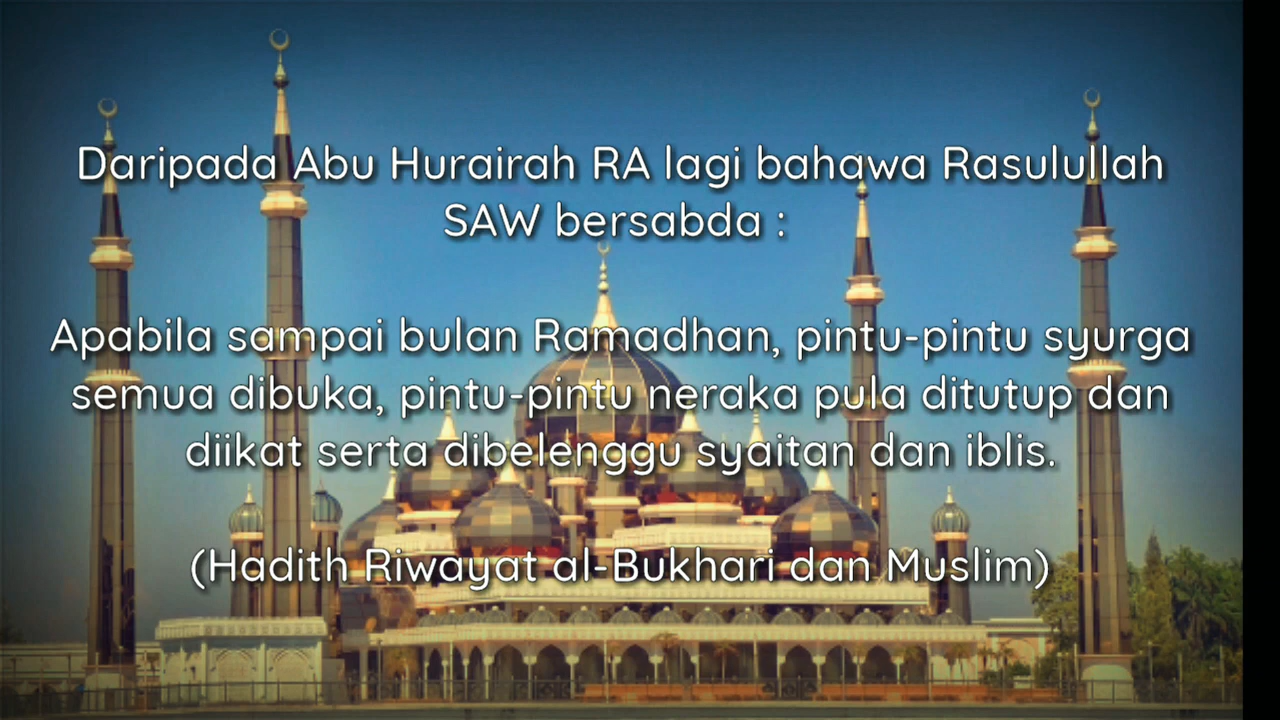 Daripada Abu Hurairah RA lagi bahawa Rasulullah
SAW bersabda :
Apabila sampai bulan Ramadhan, pintu-pintu syurga
semua dibuka, pintu-pintu neraka pula ditutup dan
diikat serta dibelenggu syaitan dan iblis.
(Hadith Riwayat al-Bukhari dan Muslim)